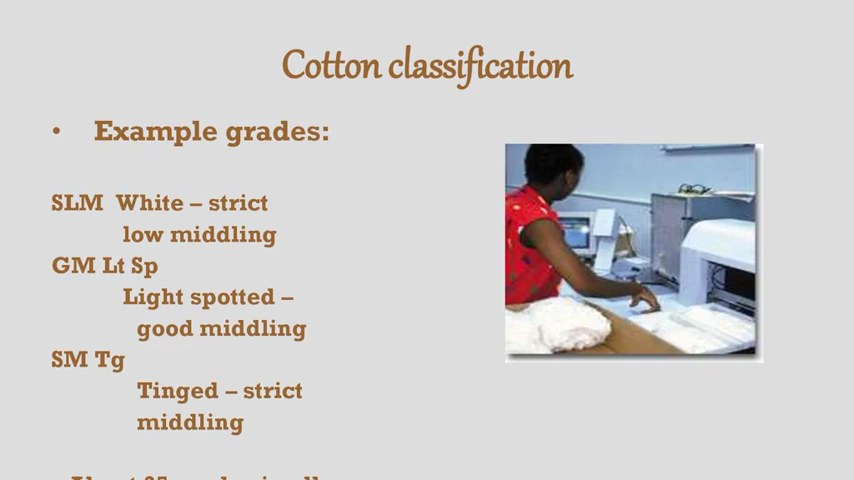 Cotton classification
• Example grades:
SLM White – strict
low middling
GM Lt Sp
Light spotted –
good middling
SM Tg
Tinged – strict
middling